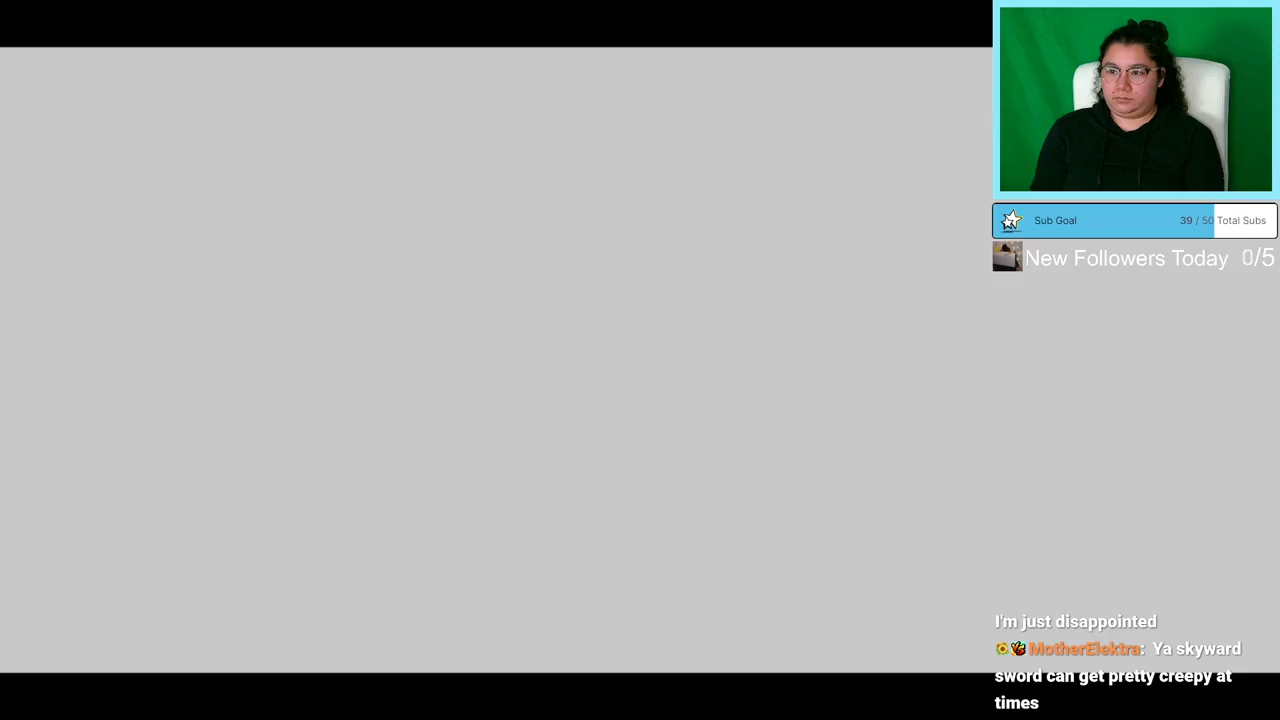 Sub Goal 39 / 50 Total Subs
New Followers Today 0/5
I'm just disappointed
MotherElektra: Ya skyward
sword can get pretty creepy at
times